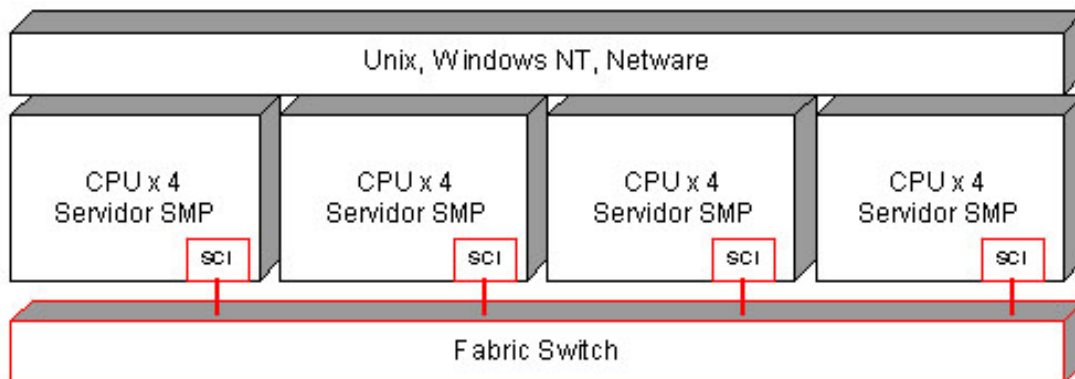 Unix, Windows NT, Netware
CPU x 4
Servidor SMP
SCI
CPU x 4
Servidor SMP
SCI
CPU x 4
Servidor SMP
SCI
CPU x 4
Servidor SMP
SCI
Fabric Switch